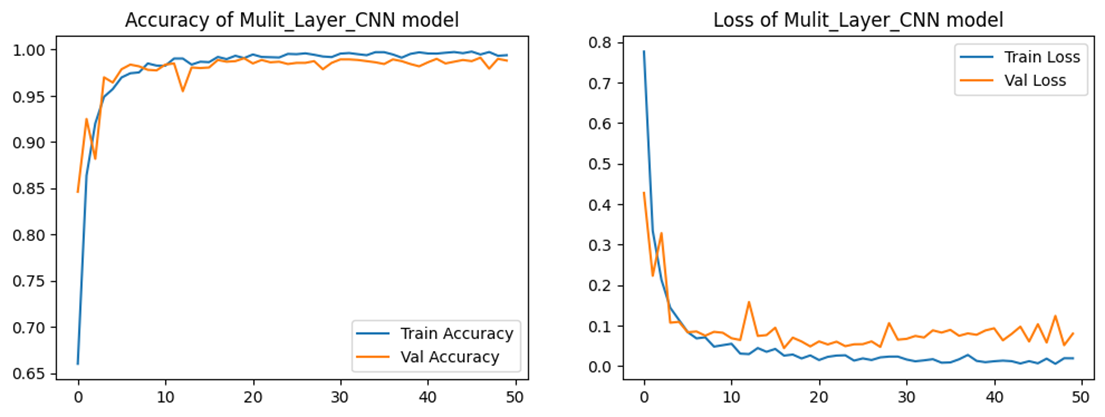 Accuracy of Mulit_Layer_CNN model
1.00
0.95
0.90
0.85
0.80
0.75
0.70
0.65
Train Accuracy
Val Accuracy
0 10 20 30 40 50
Loss of Mulit_Layer_CNN model
0.8
0.7
0.6
0.5
0.4
0.3
0.2
0.1
0.0
Train Loss
Val Loss
0 10 20 30 40 50